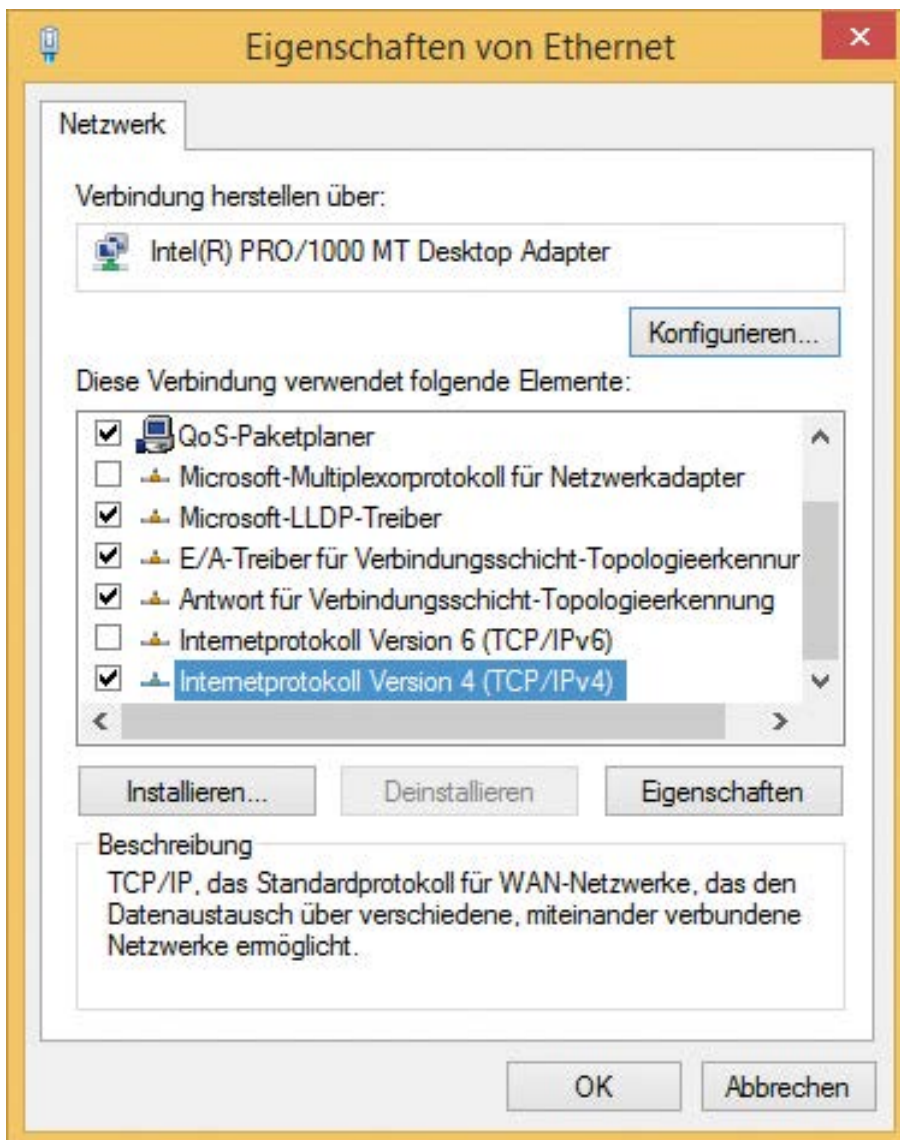 Eigenschaften von Ethernet
Netzwerk
Verbindung herstellen über:
Intel(R) PRO/1000 MT Desktop Adapter
Konfigurieren...
Diese Verbindung verwendet folgende Elemente:
QoS-Paketplaner
Microsoft-Multiplexorprotokoll für Netzwerkadapter
Microsoft-LLDP-Treiber
E/A-Treiber für Verbindungsschicht-Topologieerkennur
Antwort für Verbindungsschicht-Topologieerkennung
Internetprotokoll Version 6 (TCP/IPv6)
Internetprotokoll Version 4 (TCP/IPv4)
Installieren... Deinstallieren Eigenschaften
Beschreibung
TCP/IP, das Standardprotokoll für WAN-Netzwerke, das den
Datenaustausch über verschiedene, miteinander verbundene
Netzwerke ermöglicht.
OK Abbrechen